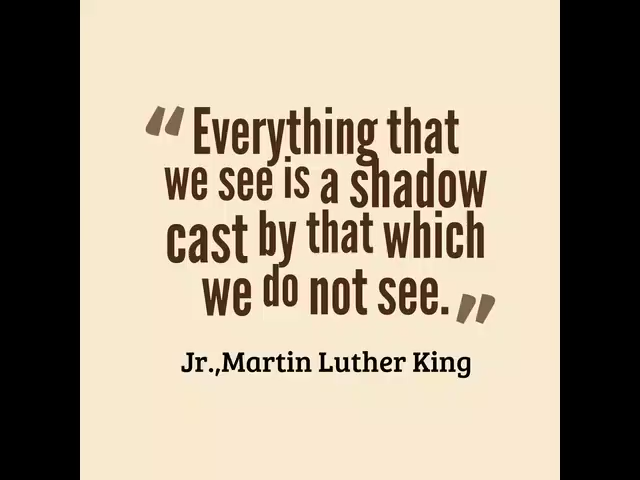 “Everything that
we see is a shadow
cast by that which
we do not see.”
Jr.,Martin Luther King